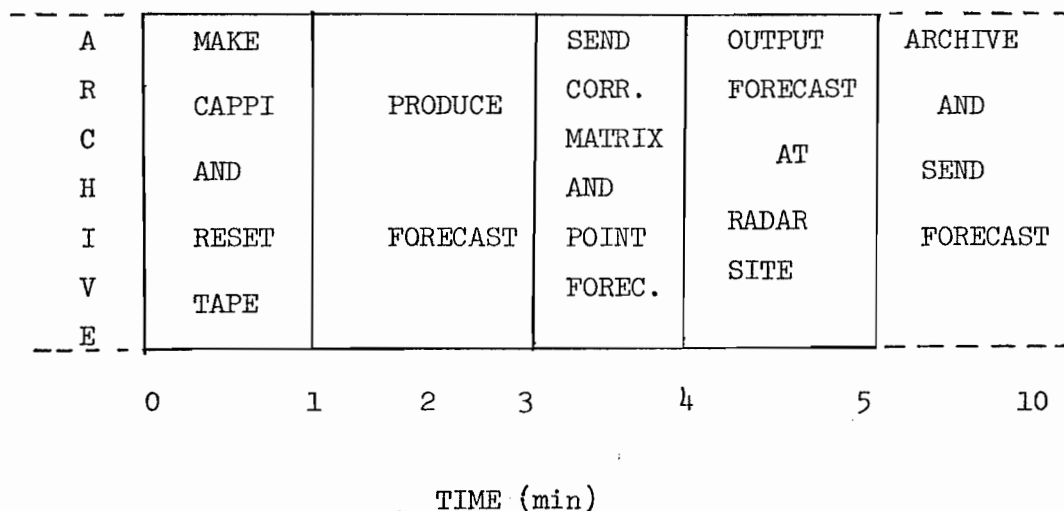 ARCHIVE
MAKE
CAPPI
AND
RESET
TAPE
PRODUCE
FORECAST
SEND
CORR.
MATRIX
AND
POINT
FOREC.
OUTPUT
FORECAST
AT
RADAR
SITE
ARCHIVE
AND
SEND
FORECAST
0 1 2 3 4 5 10
TIME (min)